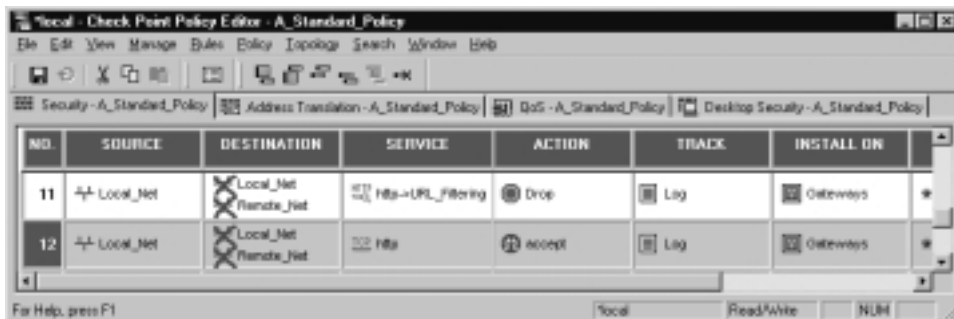 *local - Check Point Policy Editor - A_Standard_Policy
File Edit View Manage Rules Policy Topology Search Window Help
Security - A_Standard_Policy Address Translation - A_Standard_Policy QoS - A_Standard_Policy Desktop Security - A_Standard_Policy
NO. SOURCE DESTINATION SERVICE ACTION TRACK INSTALL ON
11 Local_Net Local_Net Remote_Net http->URL_Filtering Drop Log Gateways
12 Local_Net Local_Net Remote_Net TCP http accept Log Gateways
For Help, press F1 *local Read/Write NUM